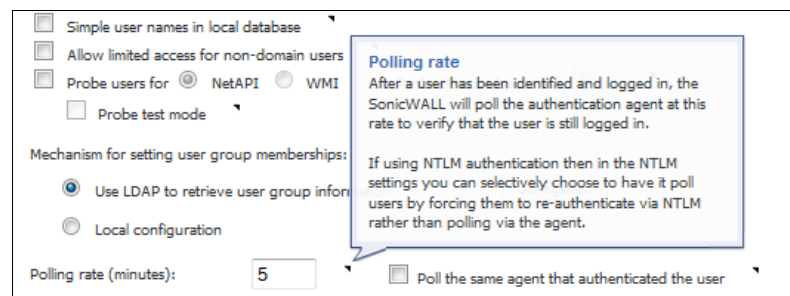 Simple user names in local database
Allow limited access for non-domain users
Probe users for NetAPI WMI
Probe test mode
Mechanism for setting user group memberships:
Use LDAP to retrieve user group inform
Local configuration
Polling rate (minutes): 5
Poll the same agent that authenticated the user
Polling rate
After a user has been identified and logged in, the
SonicWALL will poll the authentication agent at this
rate to verify that the user is still logged in.
If using NTLM authentication then in the NTLM
settings you can selectively choose to have it poll
users by forcing them to re-authenticate via NTLM
rather than polling via the agent.